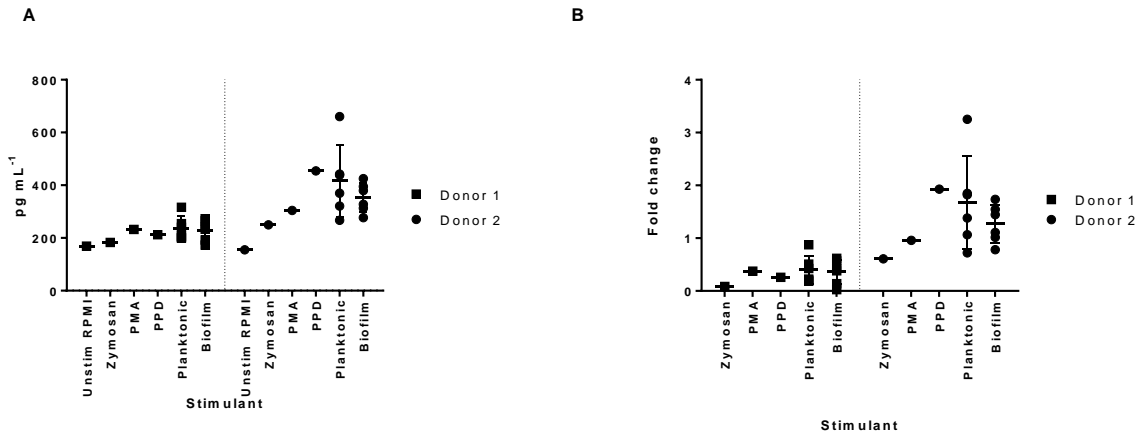 A
800
600
400
200
0
pg mL⁻¹
Unstim RPMI
Zymosan
PMA
PPD
Planktonic
Biofilm
Unstim RPMI
Zymosan
PMA
PPD
Planktonic
Biofilm
Stimulant
Donor 1
Donor 2
B
4
3
2
1
0
Fold change
Zymosan
PMA
PPD
Planktonic
Biofilm
Zymosan
PMA
PPD
Planktonic
Biofilm
Stimulant
Donor 1
Donor 2